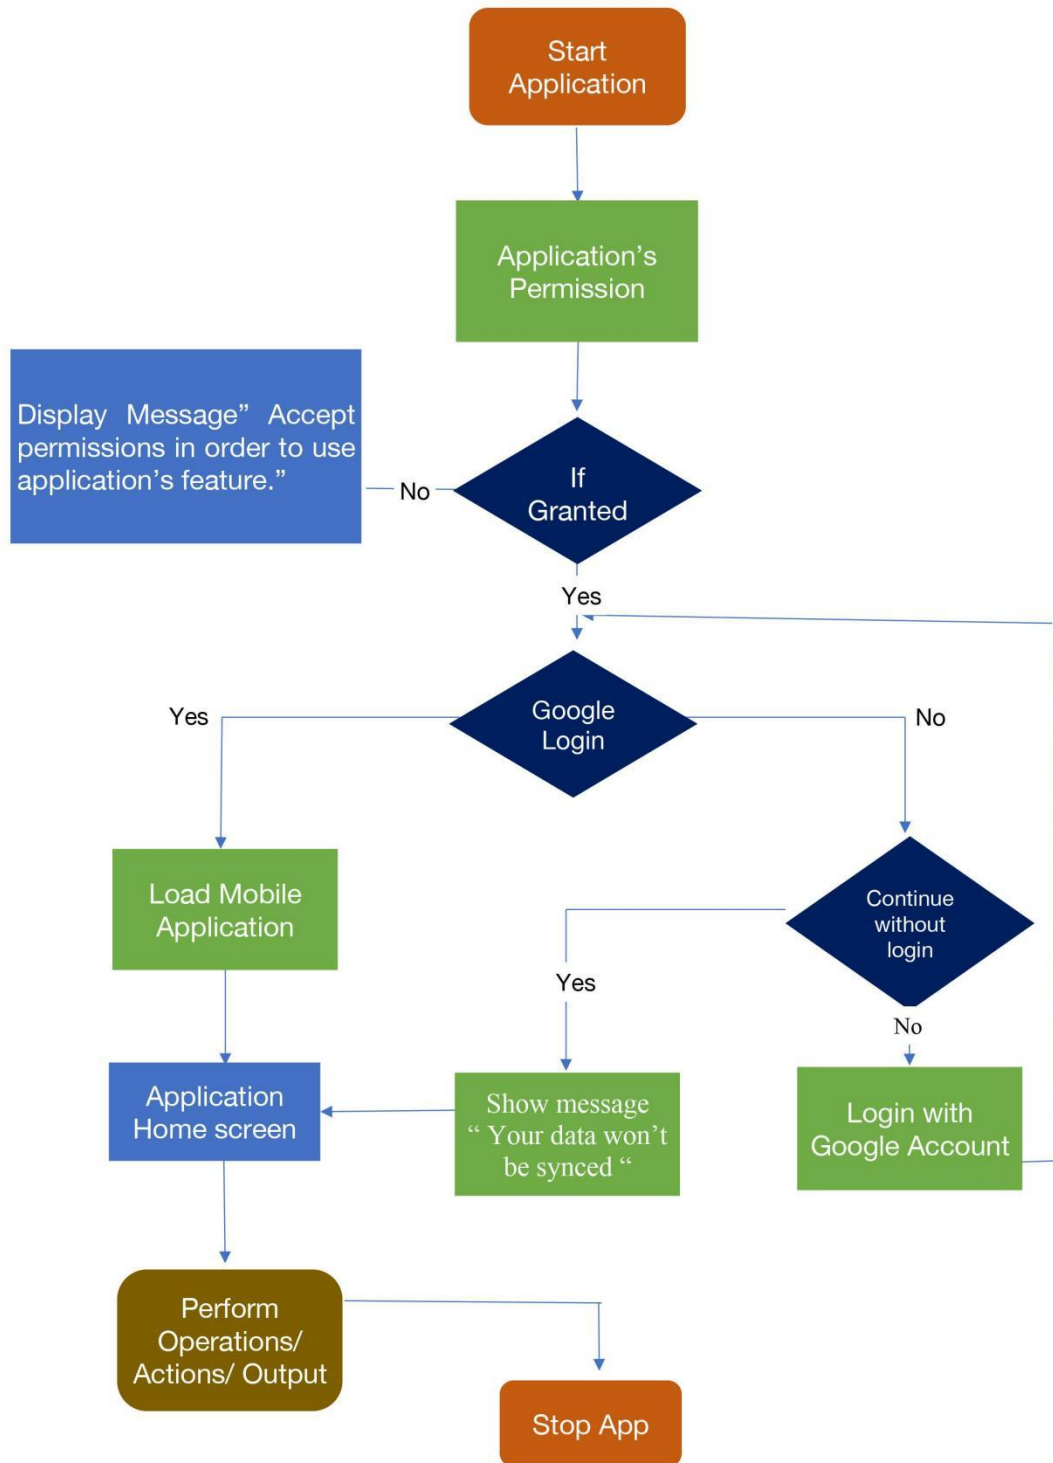 Start
Application
Application’s
Permission
Display Message” Accept
permissions in order to use
application’s feature.”
No
If
Granted
Yes
Yes
Google
Login
No
Load Mobile
Application
Continue
without
login
Yes
No
Application
Home screen
Show message
“ Your data won’t
be synced “
Login with
Google Account
Perform
Operations/
Actions/ Output
Stop App